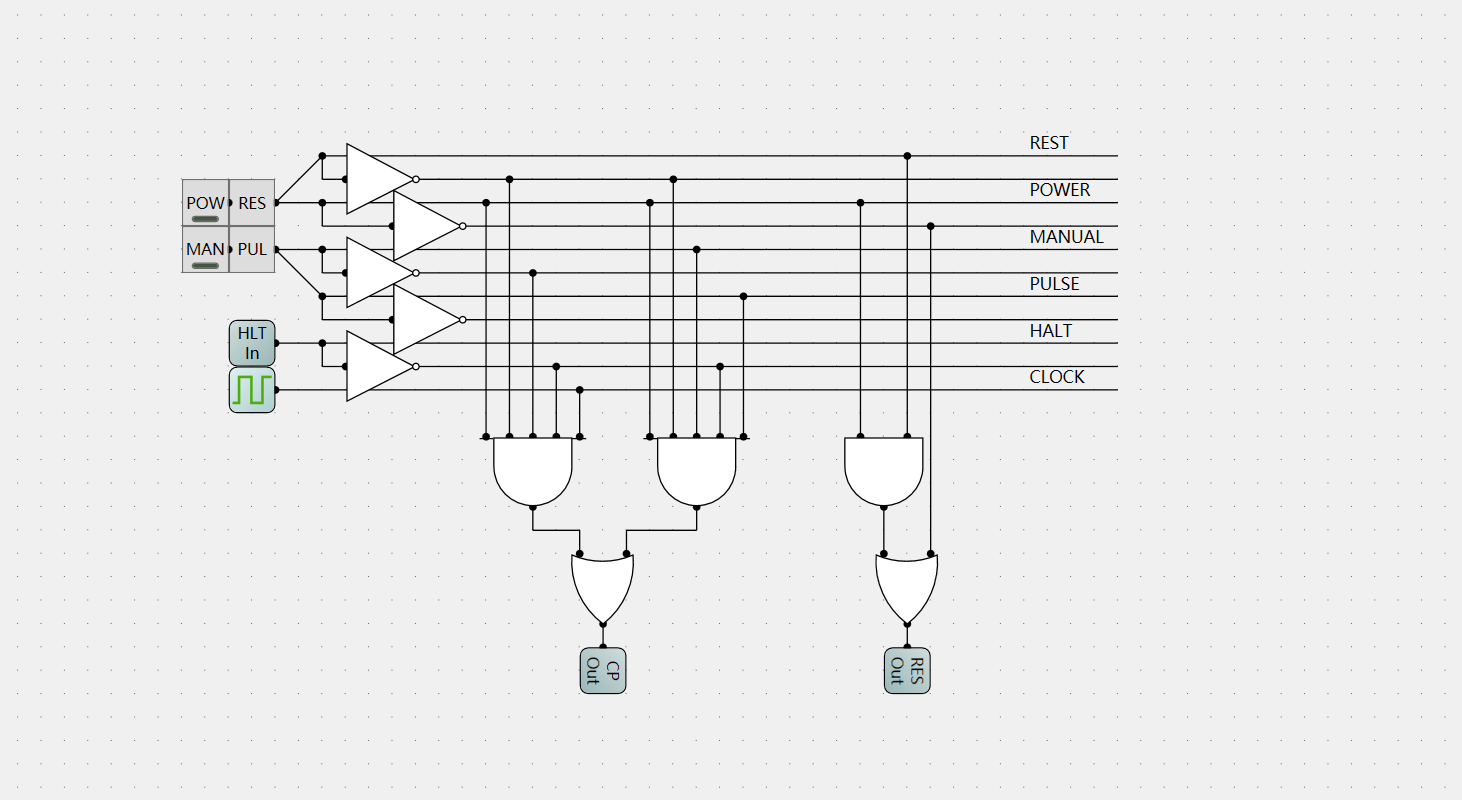 REST
POW RES
POWER
MAN PUL
MANUAL
PULSE
HLT
In
HALT
CLOCK
CP
Out
RES
Out